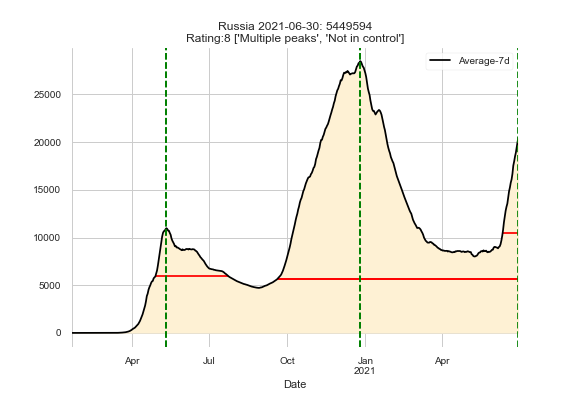 Russia 2021-06-30: 5449594
Rating:8 ['Multiple peaks', 'Not in control']
Average-7d
25000
20000
15000
10000
5000
0
Apr
Jul
Oct
Jan
2021
Apr
Date